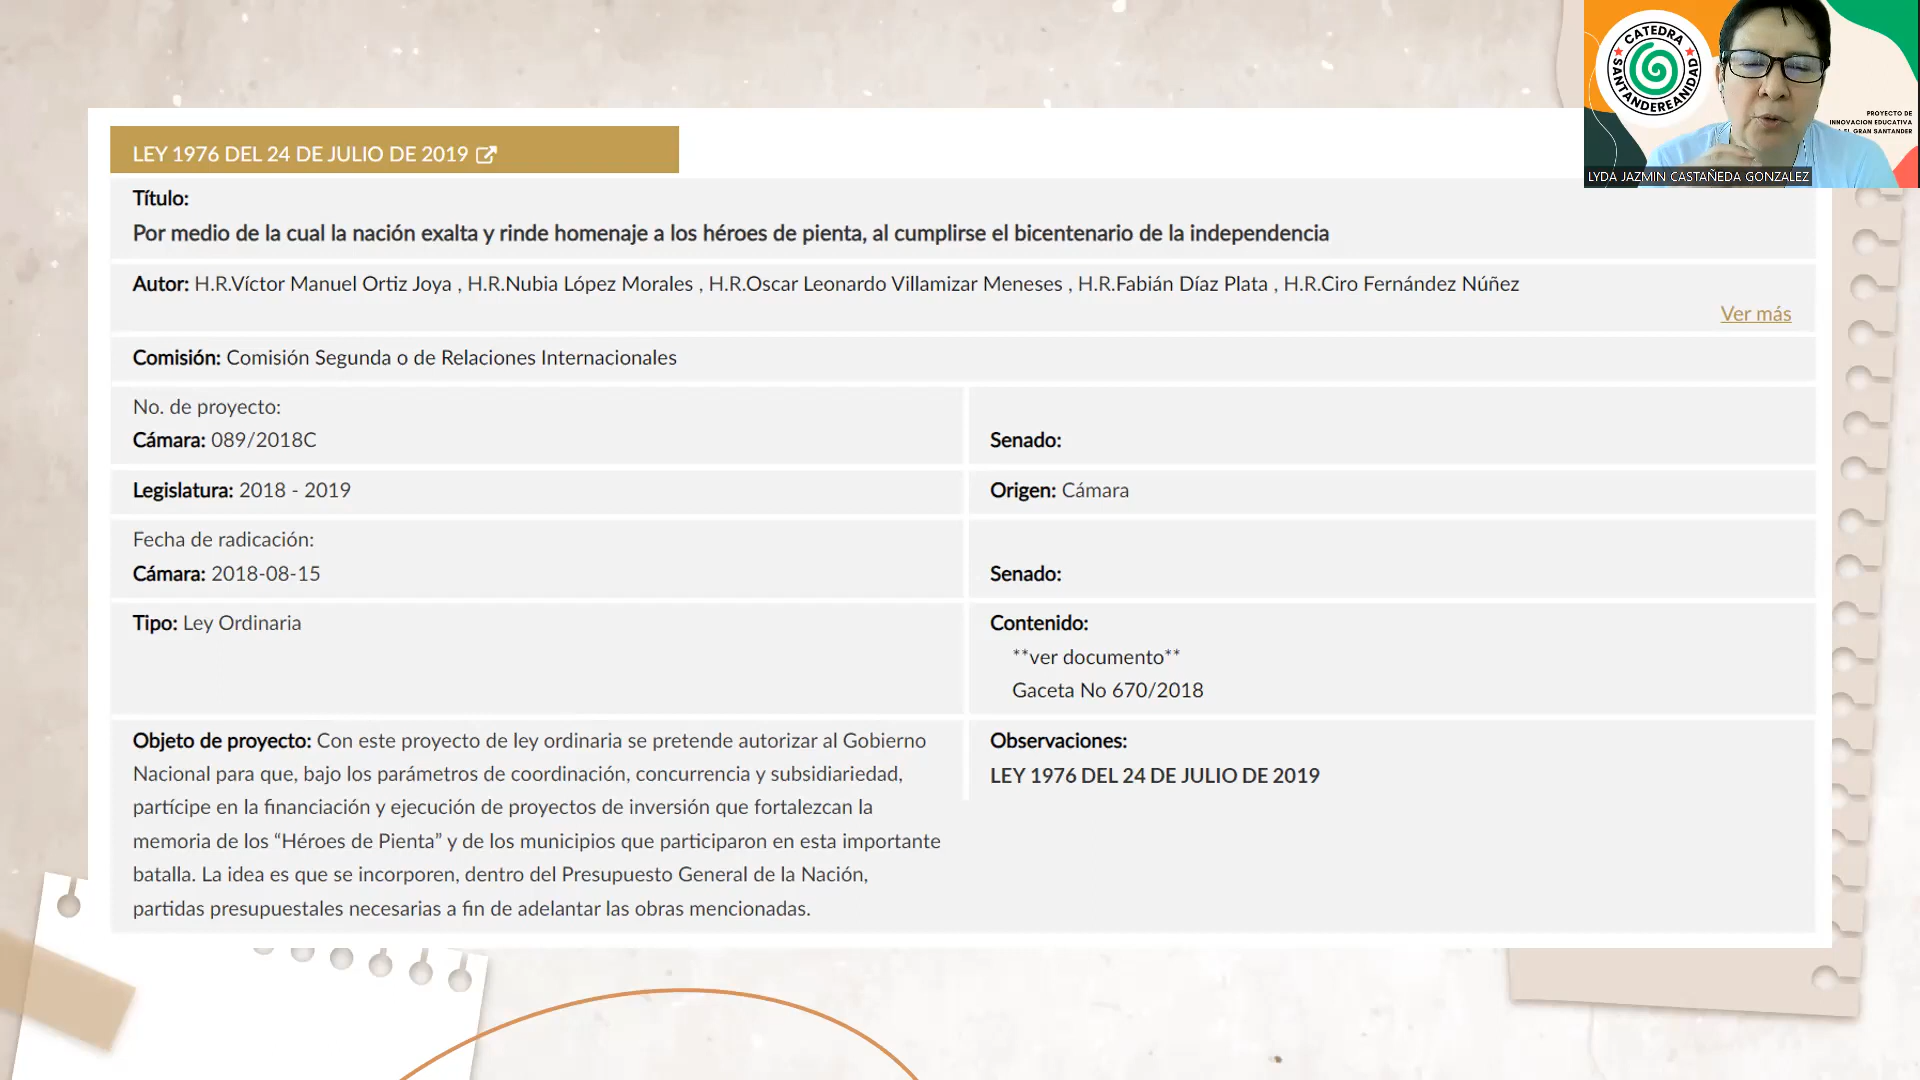 LEY 1976 DEL 24 DE JULIO DE 2019
Título:
Por medio de la cual la nación exalta y rinde homenaje a los héroes de pienta, al cumplirse el bicentenario de la independencia
Autor: H.R.Víctor Manuel Ortiz Joya , H.R.Nubia López Morales , H.R.Oscar Leonardo Villamizar Meneses , H.R.Fabián Díaz Plata , H.R.Ciro Fernández Núñez
Ver más
Comisión: Comisión Segunda o de Relaciones Internacionales
No. de proyecto:
Cámara: 089/2018C
Senado:
Legislatura: 2018 - 2019
Origen: Cámara
Fecha de radicación:
Cámara: 2018-08-15
Senado:
Tipo: Ley Ordinaria
Contenido:
**ver documento**
Gaceta No 670/2018
Objeto de proyecto: Con este proyecto de ley ordinaria se pretende autorizar al Gobierno
Nacional para que, bajo los parámetros de coordinación, concurrencia y subsidiariedad,
partícipe en la financiación y ejecución de proyectos de inversión que fortalezcan la
memoria de los “Héroes de Pienta” y de los municipios que participaron en esta importante
batalla. La idea es que se incorporen, dentro del Presupuesto General de la Nación,
partidas presupuestales necesarias a fin de adelantar las obras mencionadas.
Observaciones:
LEY 1976 DEL 24 DE JULIO DE 2019
CATEDRA
SANTANDEREANIDAD
PROYECTO DE
INNOVACION EDUCATIVA
EL GRAN SANTANDER
LYDA JAZMIN CASTAÑEDA GONZALEZ